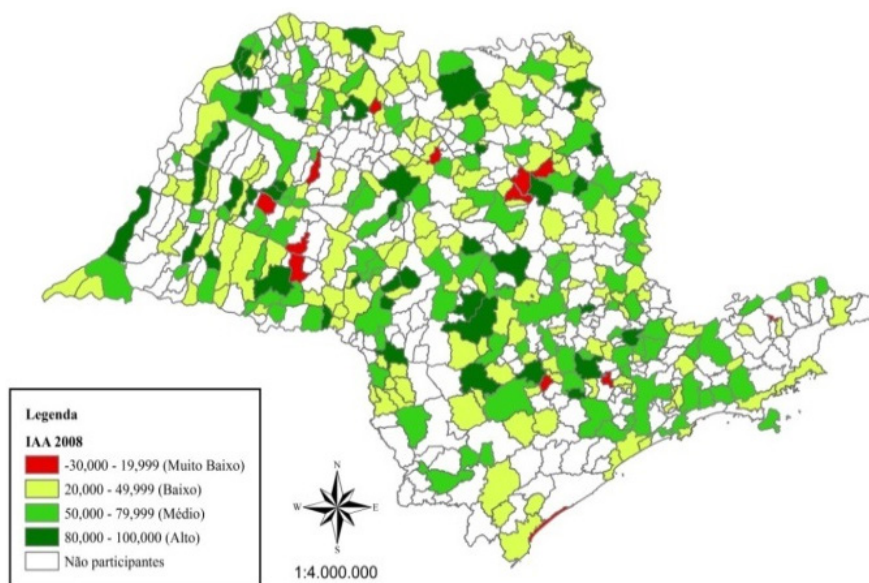 N
W E
S
1:4.000.000
Legenda
IAA 2008
-30,000 - 19,999 (Muito Baixo)
20,000 - 49,999 (Baixo)
50,000 - 79,999 (Médio)
80,000 - 100,000 (Alto)
Não participantes